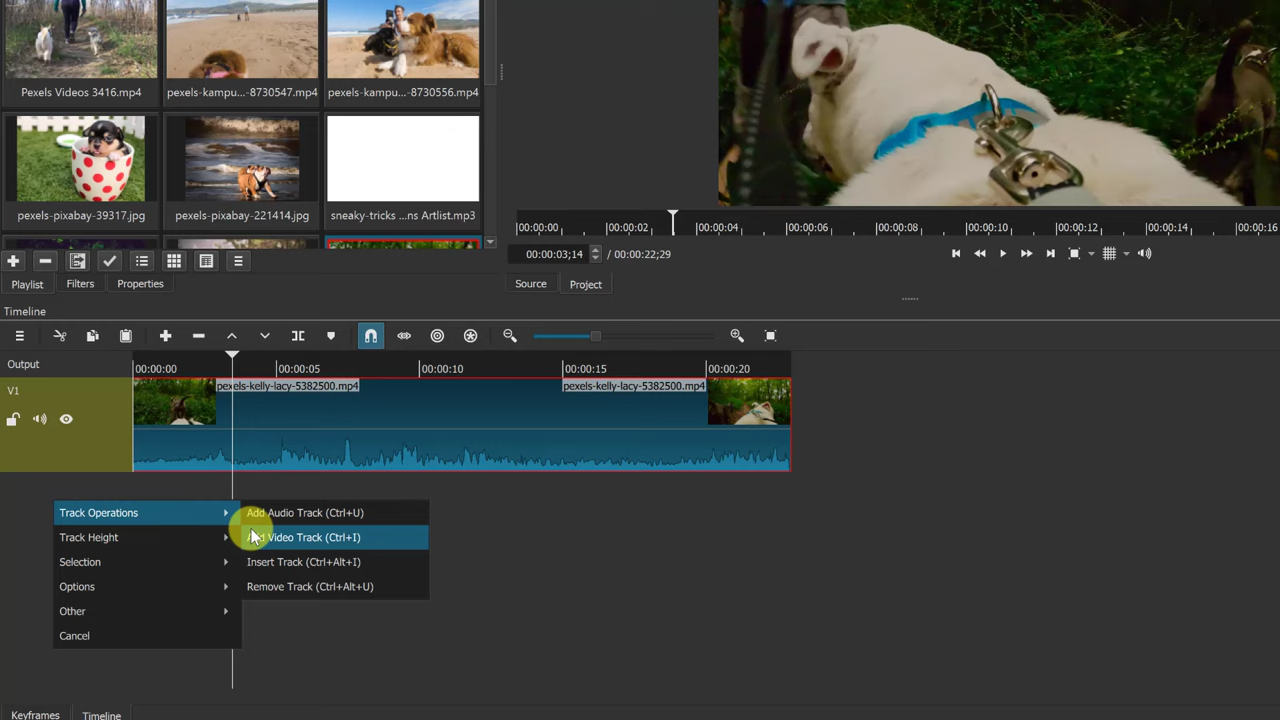 Pexels Videos 3416.mp4
pexels-kampu...-8730547.mp4
pexels-kampu...-8730556.mp4
pexels-pixabay-39317.jpg
pexels-pixabay-221414.jpg
sneaky-tricks ...ns Artlist.mp3
Playlist
Filters
Properties
00:00:00
00:00:02
00:00:04
00:00:06
00:00:08
00:00:10
00:00:12
00:00:14
00:00:16
00:00:03;14
/ 00:00:22;29
Source
Project
Timeline
Output
00:00:00
00:00:05
00:00:10
00:00:15
00:00:20
V1
pexels-kelly-lacy-5382500.mp4
pexels-kelly-lacy-5382500.mp4
Track Operations
Track Height
Selection
Options
Other
Cancel
Add Audio Track (Ctrl+U)
Video Track (Ctrl+I)
Insert Track (Ctrl+Alt+I)
Remove Track (Ctrl+Alt+U)
Keyframes
Timeline